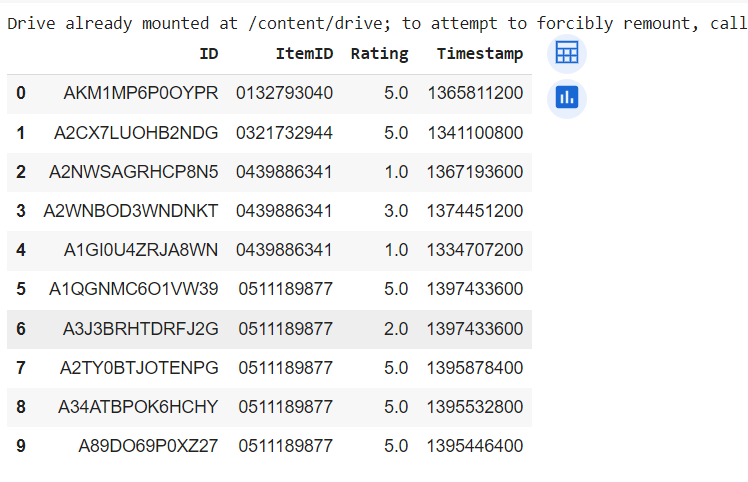 Drive already mounted at /content/drive; to attempt to forcibly remount, call
ID ItemID Rating Timestamp
0 AKM1MP6P0OYPR 0132793040 5.0 1365811200
1 A2CX7LUOHB2NDG 0321732944 5.0 1341100800
2 A2NWSAGRHCP8N5 0439886341 1.0 1367193600
3 A2WNBOD3WNDNKT 0439886341 3.0 1374451200
4 A1GI0U4ZRJA8WN 0439886341 1.0 1334707200
5 A1QGNMC6O1VW39 0511189877 5.0 1397433600
6 A3J3BRHTDRFJ2G 0511189877 2.0 1397433600
7 A2TY0BTJOTENPG 0511189877 5.0 1395878400
8 A34ATBPOK6HCHY 0511189877 5.0 1395532800
9 A89DO69P0XZ27 0511189877 5.0 1395446400